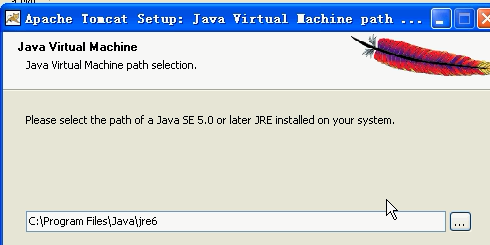 Apache Tomcat Setup: Java Virtual Machine path ...
Java Virtual Machine
Java Virtual Machine path selection.
Please select the path of a Java SE 5.0 or later JRE installed on your system.
C:\Program Files\Java\jre6
...